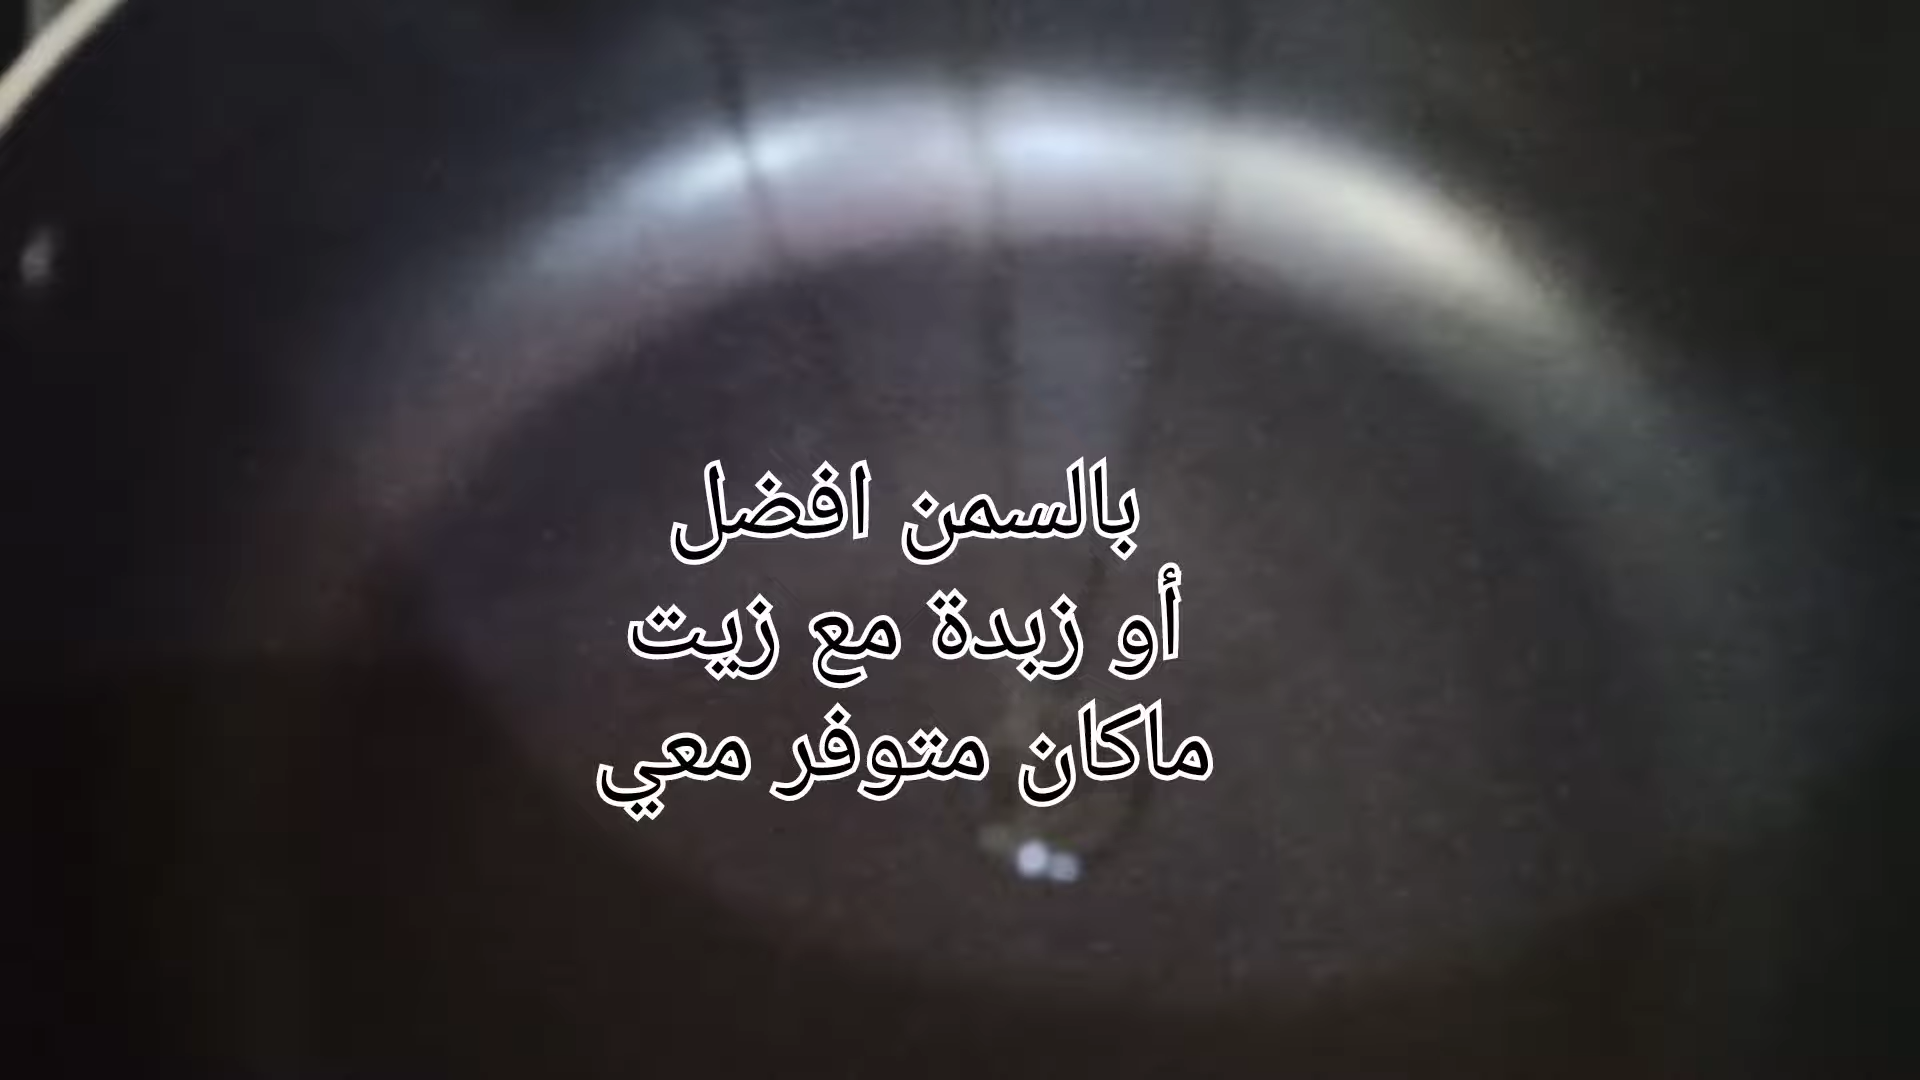 بالسمن افضل
أو زبدة مع زيت
ماكان متوفر معي